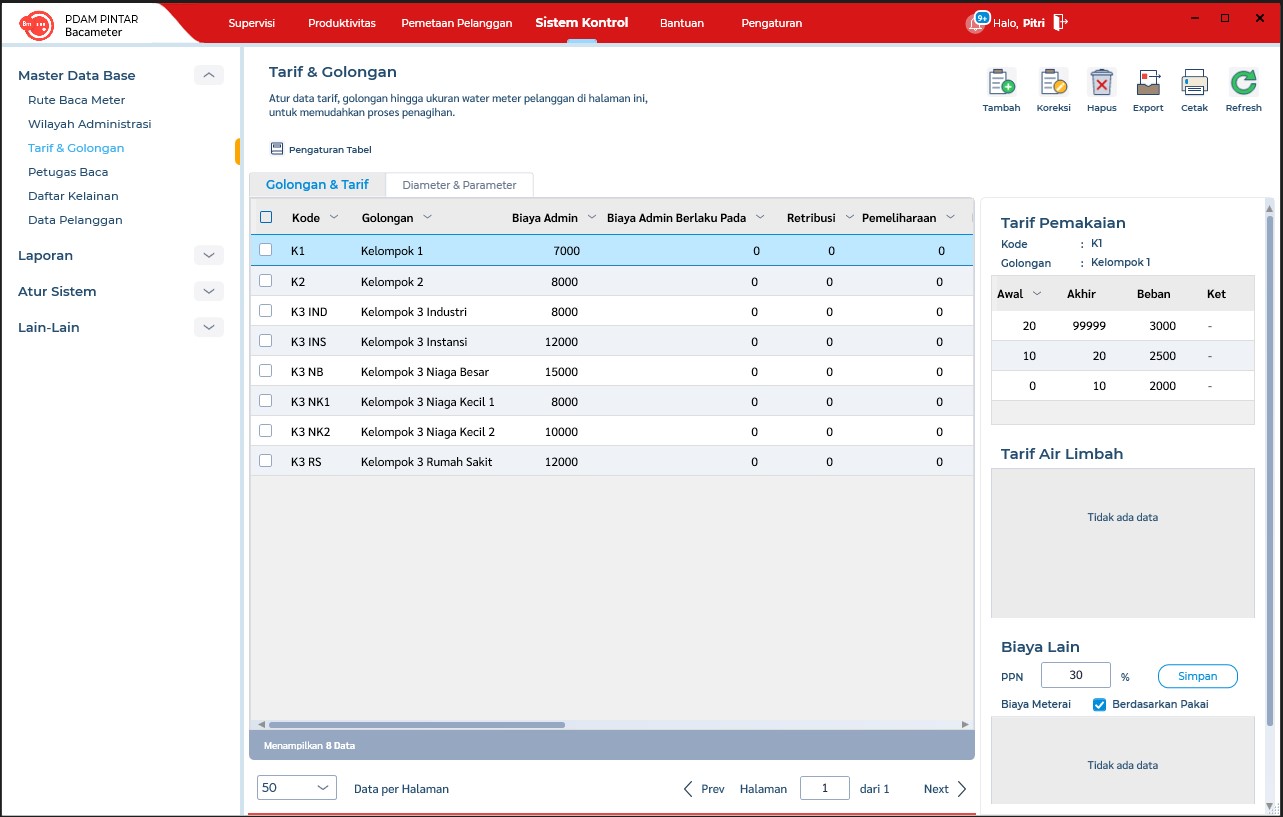 PDAM PINTAR
Bacameter
Supervisi Produktivitas Pemetaan Pelanggan Sistem Kontrol Bantuan Pengaturan
9+ Halo, Pitri
Master Data Base
Rute Baca Meter
Wilayah Administrasi
Tarif & Golongan
Petugas Baca
Daftar Kelainan
Data Pelanggan
Laporan
Atur Sistem
Lain-Lain
Tarif & Golongan
Atur data tarif, golongan hingga ukuran water meter pelanggan di halaman ini,
untuk memudahkan proses penagihan.
Tambah Koreksi Hapus Export Cetak Refresh
Pengaturan Tabel
Golongan & Tarif Diameter & Parameter
Kode Golongan Biaya Admin Biaya Admin Berlaku Pada Retribusi Pemeliharaan
K1 Kelompok 1 7000 0 0 0
K2 Kelompok 2 8000 0 0 0
K3 IND Kelompok 3 Industri 8000 0 0 0
K3 INS Kelompok 3 Instansi 12000 0 0 0
K3 NB Kelompok 3 Niaga Besar 15000 0 0 0
K3 NK1 Kelompok 3 Niaga Kecil 1 8000 0 0 0
K3 NK2 Kelompok 3 Niaga Kecil 2 10000 0 0 0
K3 RS Kelompok 3 Rumah Sakit 12000 0 0 0
Menampilkan 8 Data
50 Data per Halaman Prev Halaman 1 dari 1 Next
Tarif Pemakaian
Kode : K1
Golongan : Kelompok 1
Awal Akhir Beban Ket
20 99999 3000 -
10 20 2500 -
0 10 2000 -
Tarif Air Limbah
Tidak ada data
Biaya Lain
PPN 30 % Simpan
Biaya Meterai Berdasarkan Pakai
Tidak ada data